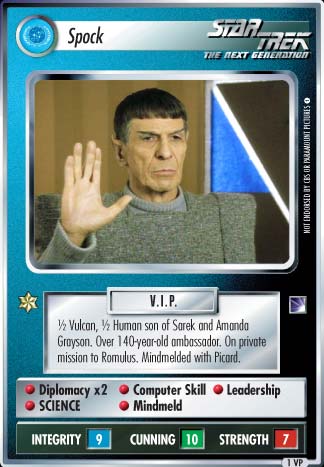 Spock
STAR TREK
THE NEXT GENERATION
NOT ENDORSED BY CBS OR PARAMOUNT PICTURES
V.I.P.
½ Vulcan, ½ Human son of Sarek and Amanda
Grayson. Over 140-year-old ambassador. On private
mission to Romulus. Mindmelded with Picard.
Diplomacy x2 Computer Skill Leadership
SCIENCE Mindmeld
INTEGRITY 9 CUNNING 10 STRENGTH 7
1 VP